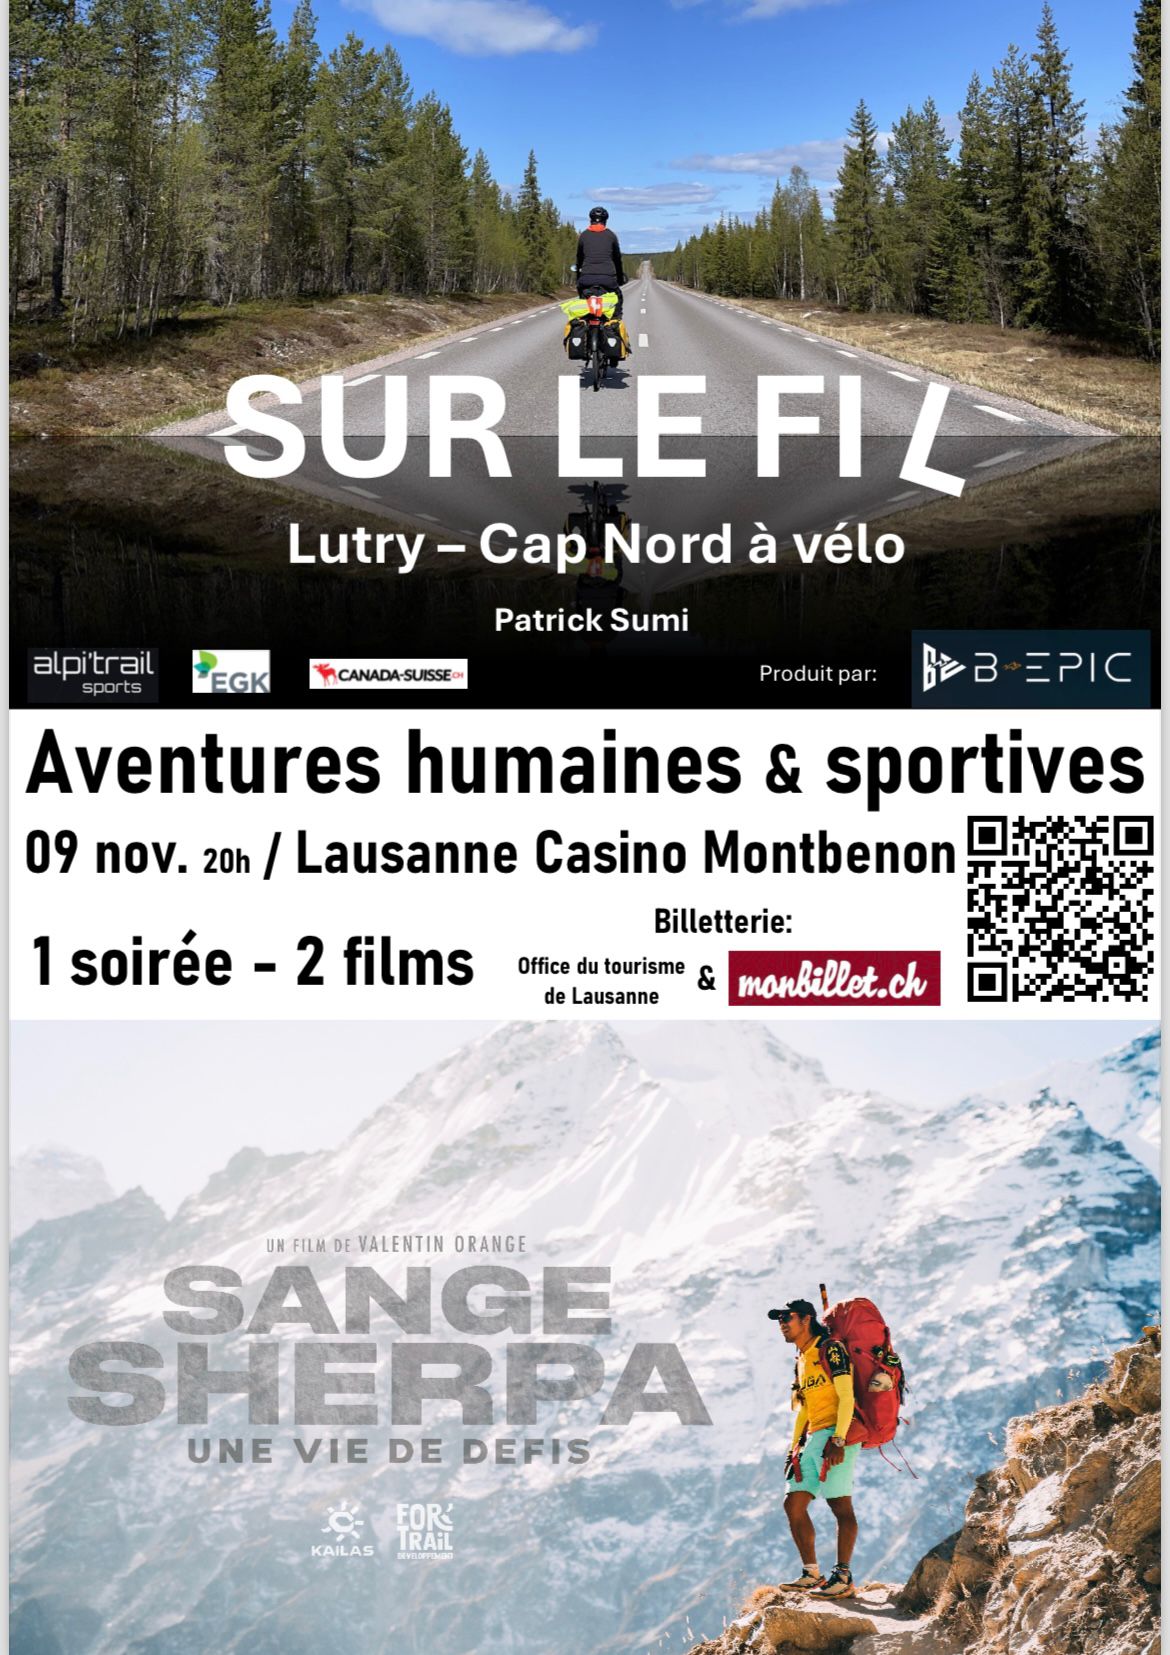 SUR LE FIL
Lutry – Cap Nord à vélo
Patrick Sumi
alpi'trail
sports
EGK
CANADA-SUISSE.CH
Produit par:
B-EPIC
Aventures humaines & sportives
09 nov. 20h / Lausanne Casino Montbenon
1 soirée - 2 films
Billetterie:
Office du tourisme
de Lausanne
& monbillet.ch
UN FILM DE VALENTIN ORANGE
SANGE
SHERPA
UNE VIE DE DEFIS
KAILAS
FOR
TRAIL
DEVELOPPEMENT